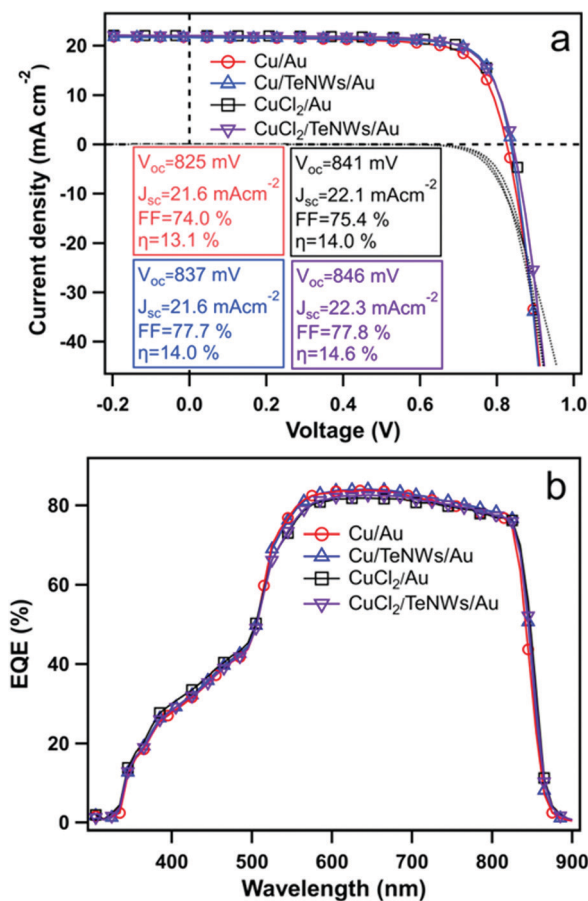 a
20
10
0
-10
-20
-30
-40
Current density (mA cm⁻²)
Cu/Au
Cu/TeNWs/Au
CuCl₂/Au
CuCl₂/TeNWs/Au
Voc=825 mV
Jsc=21.6 mAcm⁻²
FF=74.0 %
η=13.1 %
Voc=841 mV
Jsc=22.1 mAcm⁻²
FF=75.4 %
η=14.0 %
Voc=837 mV
Jsc=21.6 mAcm⁻²
FF=77.7 %
η=14.0 %
Voc=846 mV
Jsc=22.3 mAcm⁻²
FF=77.8 %
η=14.6 %
-0.2 0.0 0.2 0.4 0.6 0.8 1.0
Voltage (V)
b
80
60
40
20
0
EQE (%)
Cu/Au
Cu/TeNWs/Au
CuCl₂/Au
CuCl₂/TeNWs/Au
400 500 600 700 800 900
Wavelength (nm)